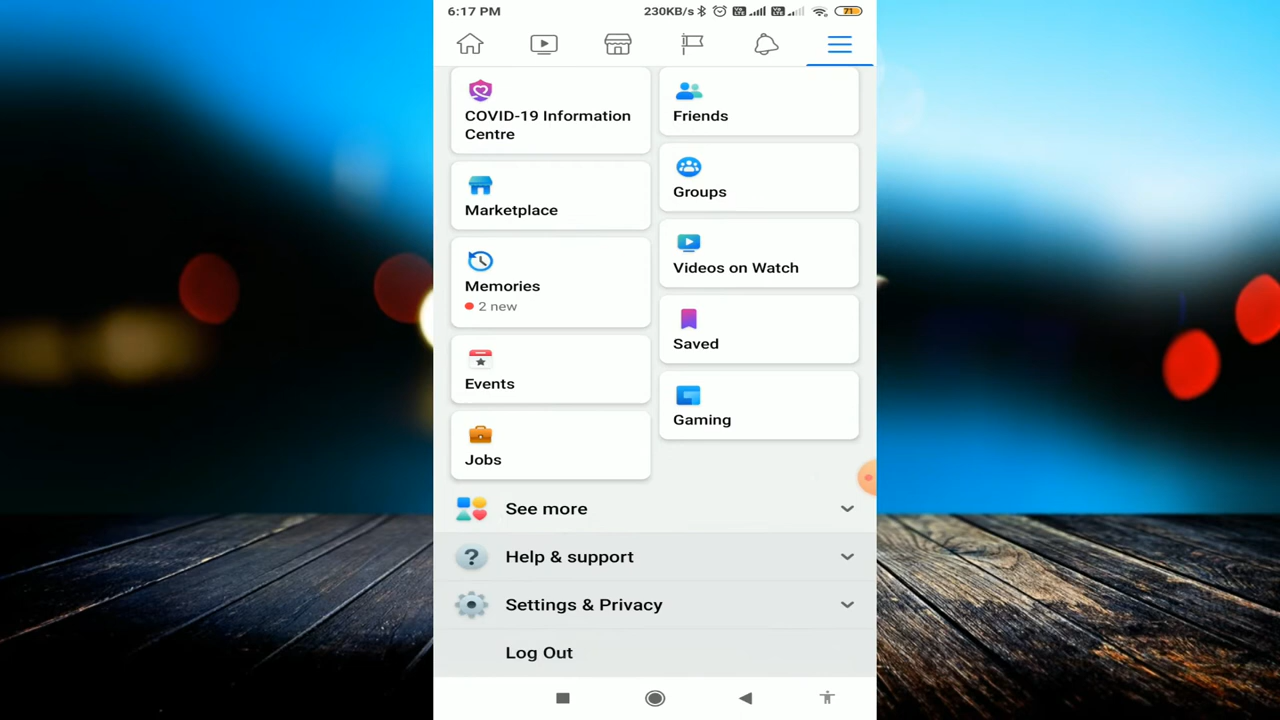 6:17 PM
230KB/s
71
COVID-19 Information
Centre
Friends
Marketplace
Groups
Memories
2 new
Videos on Watch
Events
Saved
Jobs
Gaming
See more
Help & support
Settings & Privacy
Log Out